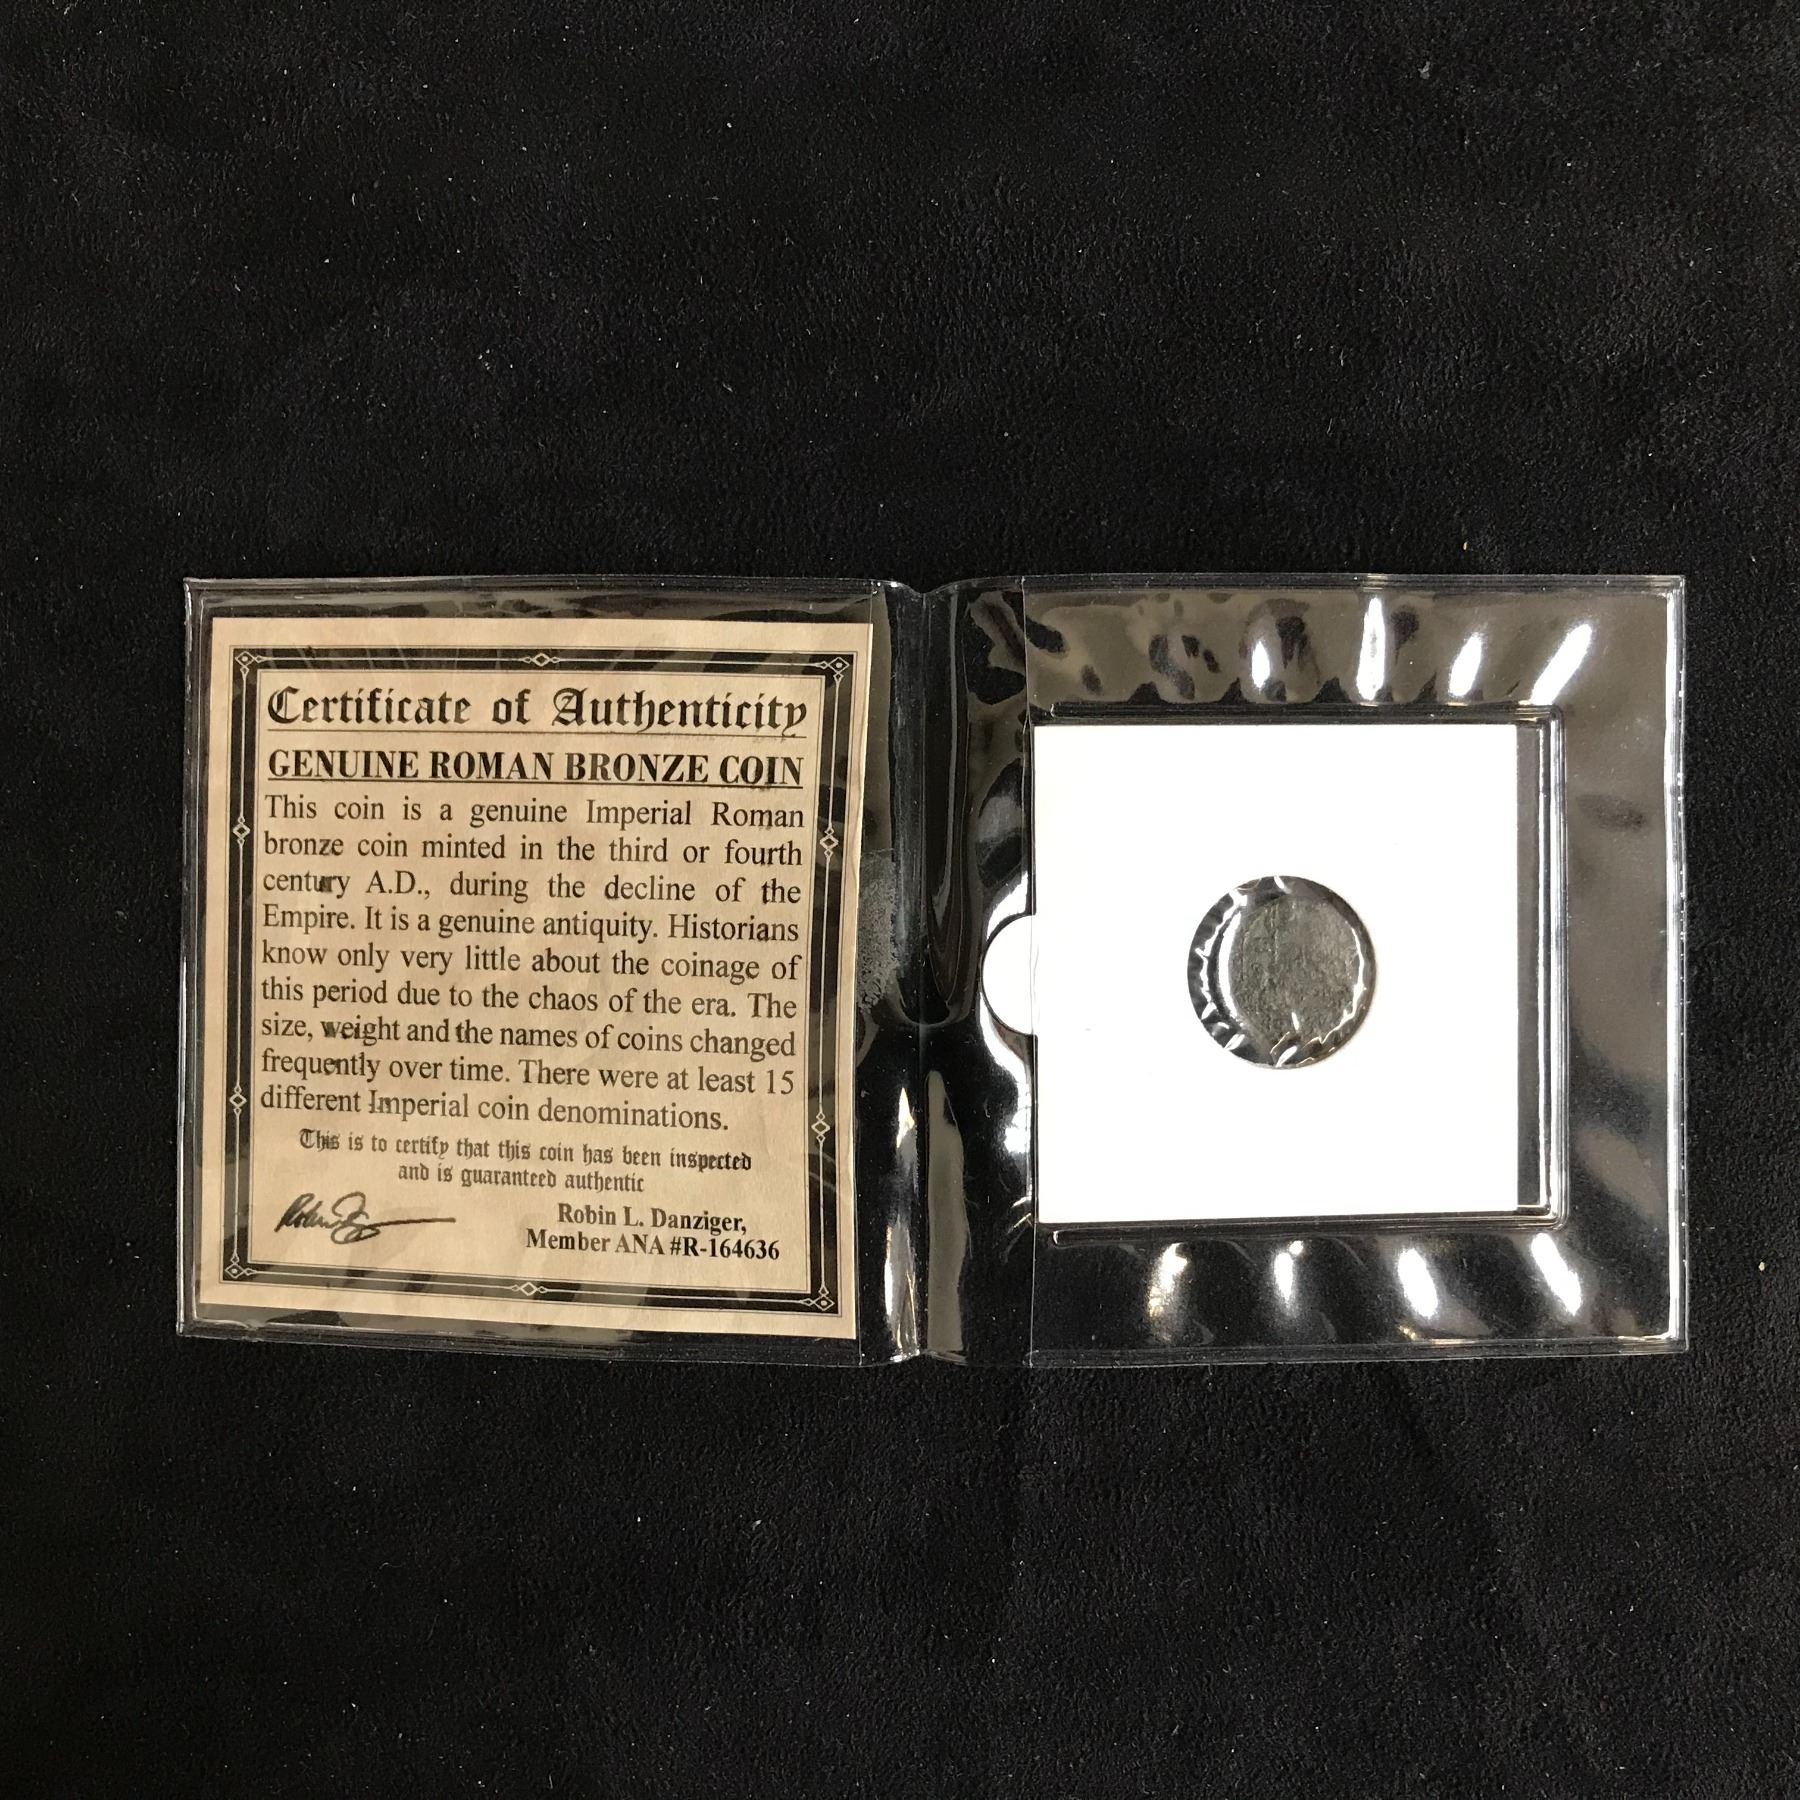 Certificate of Authenticity
GENUINE ROMAN BRONZE COIN
This coin is a genuine Imperial Roman
bronze coin minted in the third or fourth
century A.D., during the decline of the
Empire. It is a genuine antiquity. Historians
know only very little about the coinage of
this period due to the chaos of the era. The
size, weight and the names of coins changed
frequently over time. There were at least 15
different Imperial coin denominations.
This is to certify that this coin has been inspected
and is guaranteed authentic
Robin L. Danziger,
Member ANA #R-164636